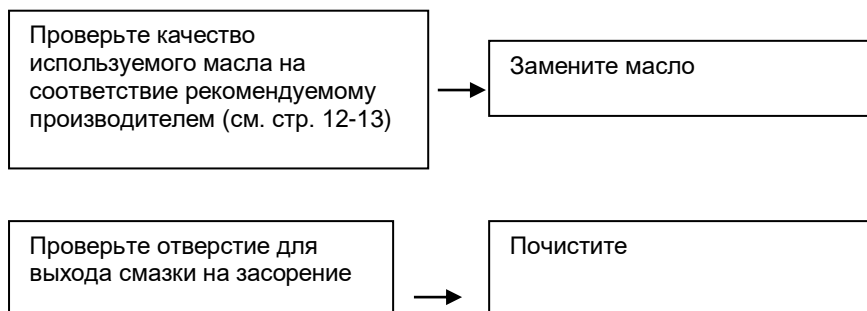 Проверьте качество
используемого масла на
соответствие рекомендуемому
производителем (см. стр. 12-13)
Замените масло
Проверьте отверстие для
выхода смазки на засорение
Почистите